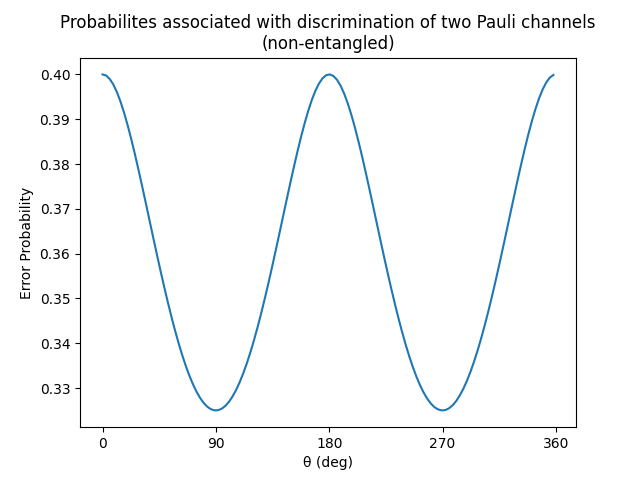 Probabilites associated with discrimination of two Pauli channels
(non-entangled)
0.40
0.39
0.38
0.37
0.36
0.35
0.34
0.33
Error Probability
0 90 180 270 360
θ (deg)